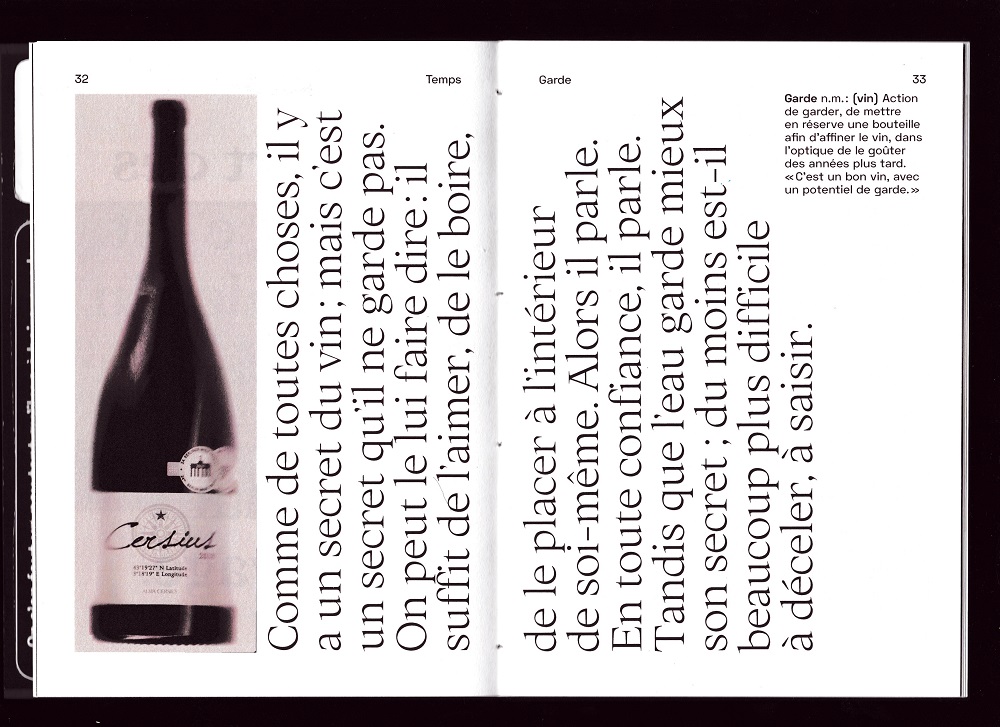 32
Temps
Cersius
2010
43°19'27" N Latitude
3°18'19" E Longitude
Comme de toutes choses, il y
a un secret du vin ; mais c'est
un secret qu'il ne garde pas.
On peut le lui faire dire : il
suffit de l'aimer, de le boire,
Garde
33
de le placer à l'intérieur
de soi-même. Alors il parle.
En toute confiance, il parle.
Tandis que l'eau garde mieux
son secret ; du moins est-il
beaucoup plus difficile
à déceler, à saisir.
Garde n.m. : (vin) Action
de garder, de mettre
en réserve une bouteille
afin d'affiner le vin, dans
l'optique de le goûter
des années plus tard.
«C'est un bon vin, avec
un potentiel de garde.»